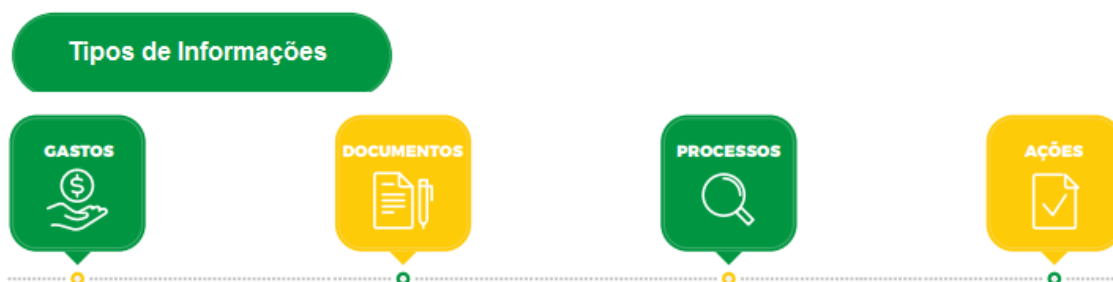 Tipos de Informações
GASTOS
DOCUMENTOS
PROCESSOS
AÇÕES
$